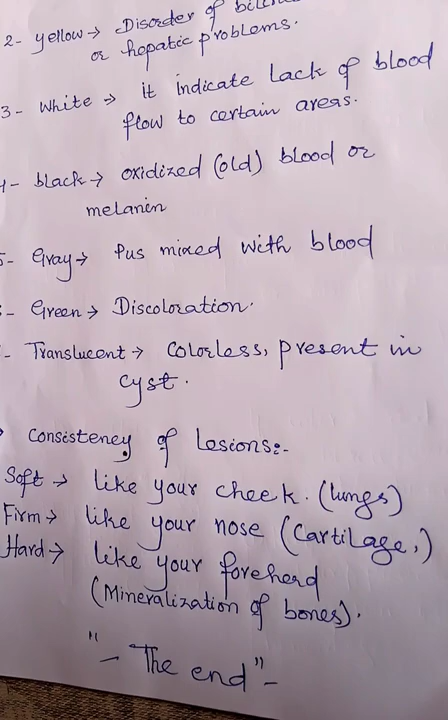 2- yellow → Disorder of
or hepatic problems.
3- White → it indicate lack of blood
flow to certain areas.
4- black → oxidized (old) blood or
melanin
5- Gray → Pus mixed with blood
- Green → Discoloration.
- Translucent → Colorless, present in
cyst.
Consistency of lesions:-
Soft → like your cheek. (lungs)
Firm → like your nose (Cartilage,)
Hard → like your foreherd
(Mineralization of bones).
"- The end"-